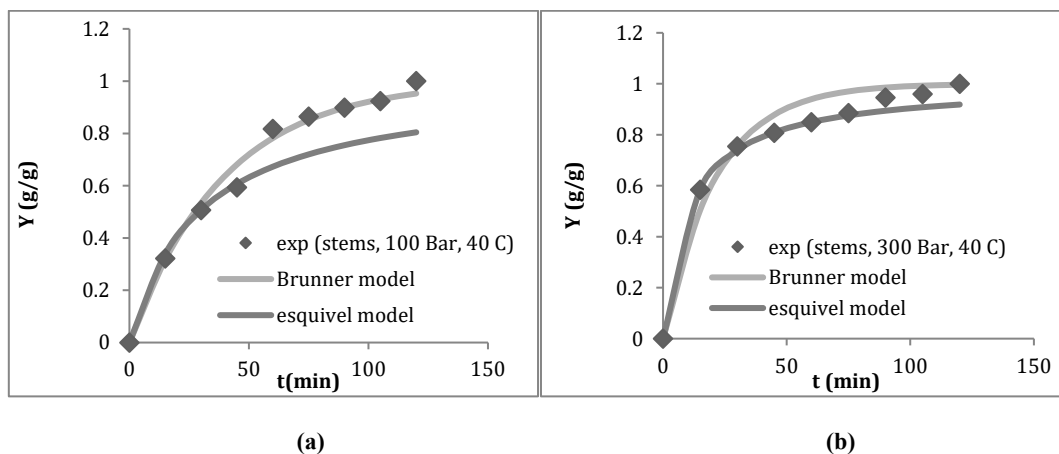 1.2
1
0.8
0.6
0.4
0.2
0
Y (g/g)
exp (stems, 100 Bar, 40 C)
Brunner model
esquivel model
0
50
100
150
t(min)
(a)
1.2
1
0.8
0.6
0.4
0.2
0
Y (g/g)
exp (stems, 300 Bar, 40 C)
Brunner model
esquivel model
0
50
100
150
t (min)
(b)